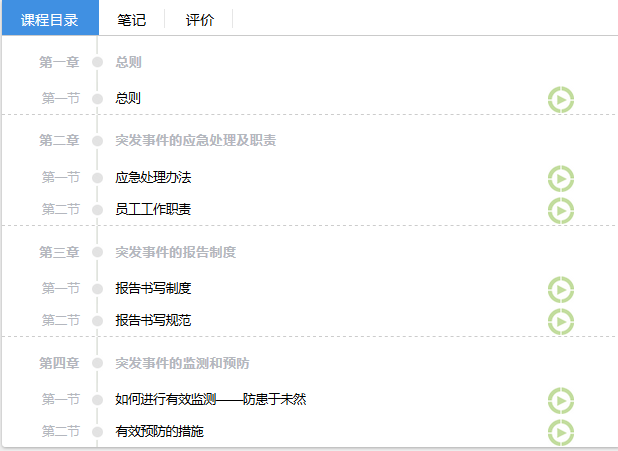 课程目录 笔记 评价
第一章 总则
第一节 总则
第二章 突发事件的应急处理及职责
第一节 应急处理办法
第二节 员工工作职责
第三章 突发事件的报告制度
第一节 报告书写制度
第二节 报告书写规范
第四章 突发事件的监测和预防
第一节 如何进行有效监测——防患于未然
第二节 有效预防的措施